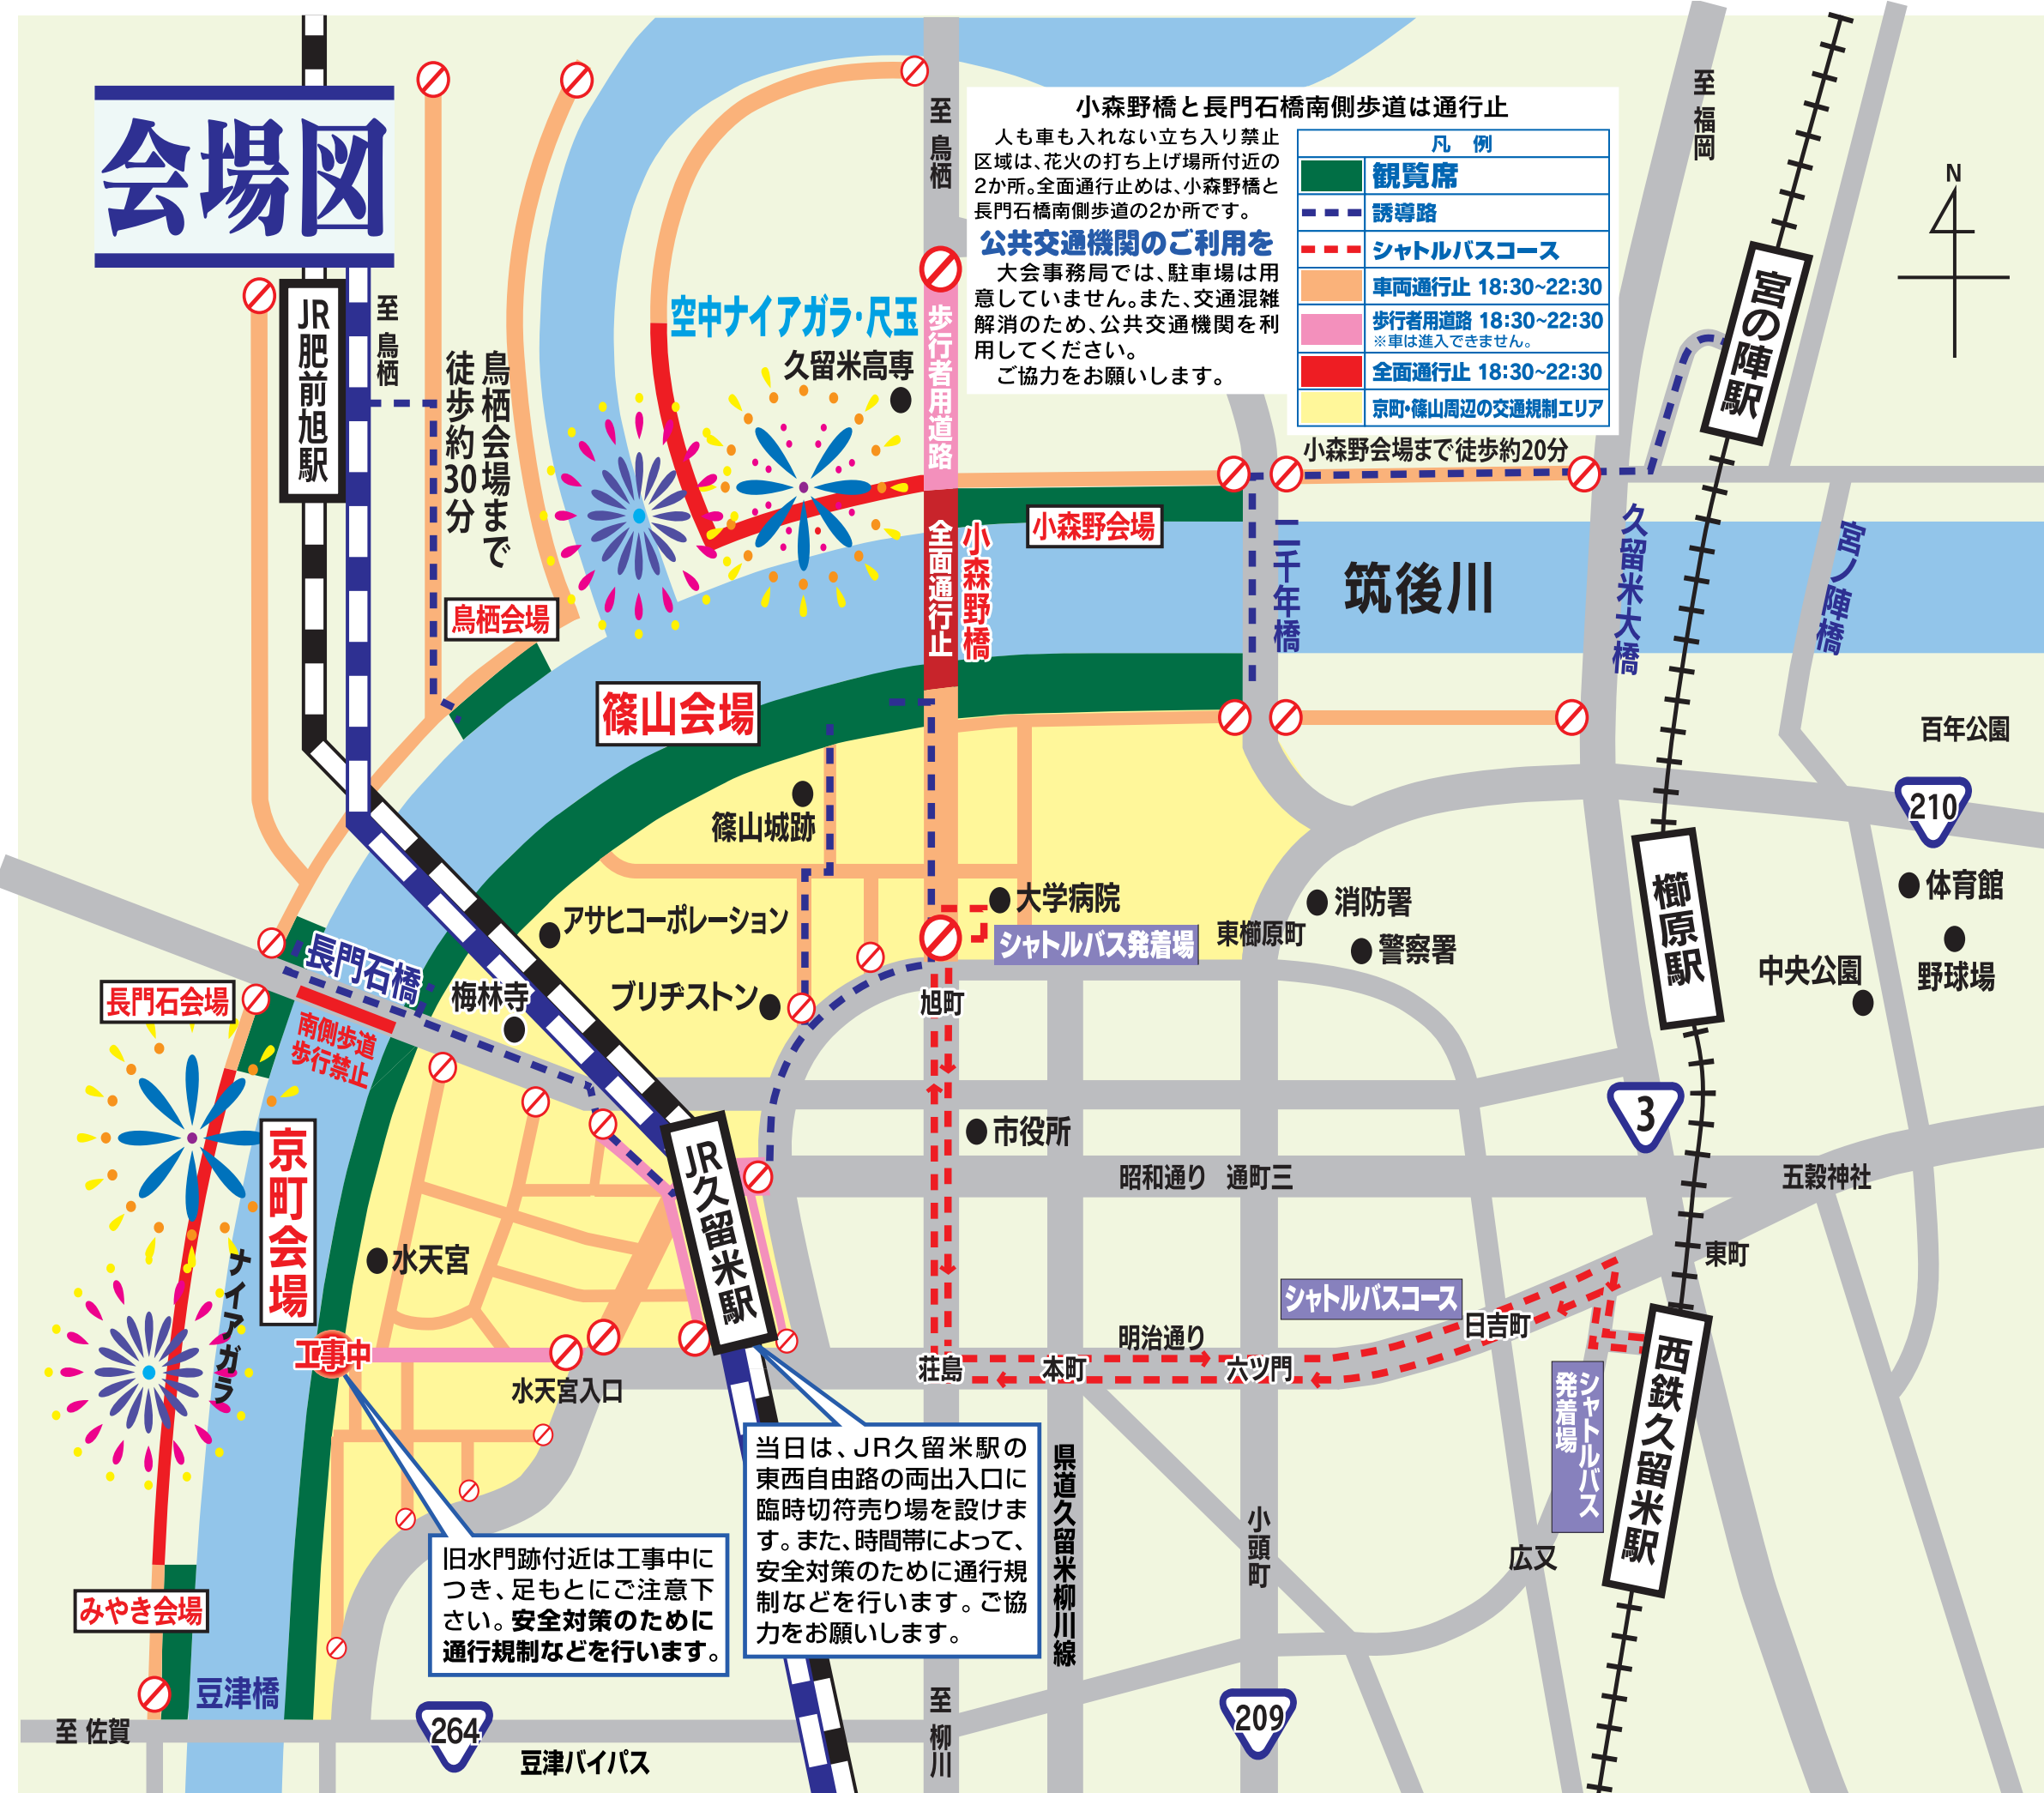 会場図
小森野橋と長門石橋南側歩道は通行止
人も車も入れない立ち入り禁止
区域は、花火の打ち上げ場所付近の
2か所。全面通行止めは、小森野橋と
長門石橋南側歩道の2か所です。
公共交通機関のご利用を
大会事務局では、駐車場は用
意していません。また、交通混雑
解消のため、公共交通機関を利
用してください。
ご協力をお願いします。
凡 例
観覧席
誘導路
シャトルバスコース
車両通行止 18:30~22:30
歩行者用道路 18:30~22:30
※車は進入できません。
全面通行止 18:30~22:30
京町・篠山周辺の交通規制エリア
至 鳥栖
至 福岡
N
宮の陣駅
JR肥前旭駅
至 鳥栖
鳥栖会場まで
徒歩約30分
空中ナイアガラ・尺玉
久留米高専
歩行者用道路
小森野会場まで徒歩約20分
全面通行止
小森野橋
小森野会場
二千年橋
筑後川
久留米大橋
宮ノ陣橋
鳥栖会場
篠山会場
百年公園
210
篠山城跡
櫛原駅
体育館
アサヒコーポレーション
大学病院
シャトルバス発着場
東櫛原町
消防署
警察署
中央公園
野球場
長門石橋
長門石会場
南側歩道
歩行禁止
梅林寺
ブリヂストン
旭町
3
市役所
京町会場
JR久留米駅
昭和通り
通町三
五穀神社
水天宮
ナイアガラ
東町
シャトルバスコース
日吉町
工事中
明治通り
荘島
本町
六ツ門
水天宮入口
シャトルバス
発着場
西鉄久留米駅
当日は、JR久留米駅の
東西自由路の両出入口に
臨時切符売り場を設けま
す。また、時間帯によって、
安全対策のために通行規
制などを行います。ご協
力をお願いします。
県道久留米柳川線
小頭町
広又
旧水門跡付近は工事中に
つき、足もとにご注意下
さい。安全対策のために
通行規制などを行います。
みやき会場
豆津橋
至 佐賀
264
豆津バイパス
至 柳川
209